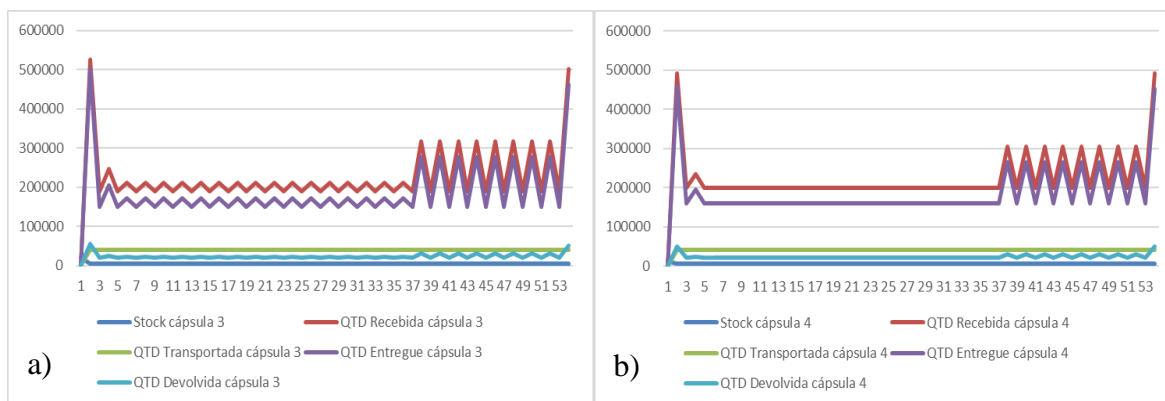 600000
500000
400000
300000
200000
100000
0
1 3 5 7 9 11 13 15 17 19 21 23 25 27 29 31 33 35 37 39 41 43 45 47 49 51 53
Stock cápsula 3 QTD Recebida cápsula 3
QTD Transportada cápsula 3 QTD Entregue cápsula 3
QTD Devolvida cápsula 3
a)
600000
500000
400000
300000
200000
100000
0
1 3 5 7 9 11 13 15 17 19 21 23 25 27 29 31 33 35 37 39 41 43 45 47 49 51 53
Stock cápsula 4 QTD Recebida cápsula 4
QTD Transportada cápsula 4 QTD Entregue cápsula 4
QTD Devolvida cápsula 4
b)